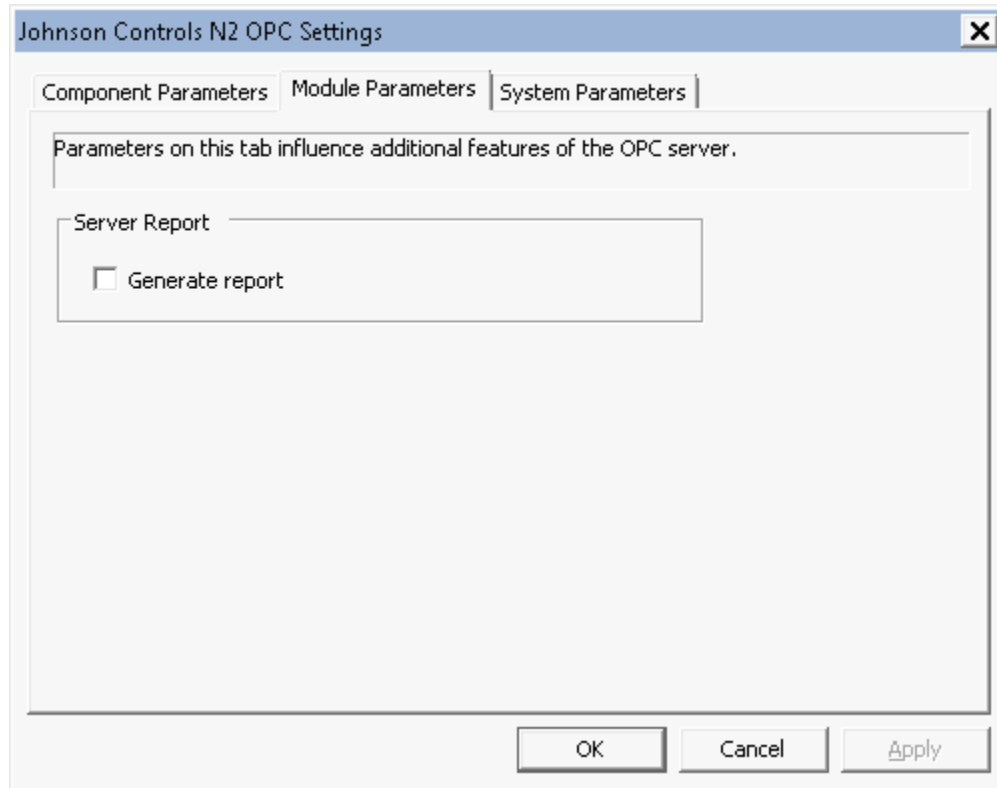 Johnson Controls N2 OPC Settings
Component Parameters Module Parameters System Parameters
Parameters on this tab influence additional features of the OPC server.
Server Report
Generate report
OK Cancel Apply